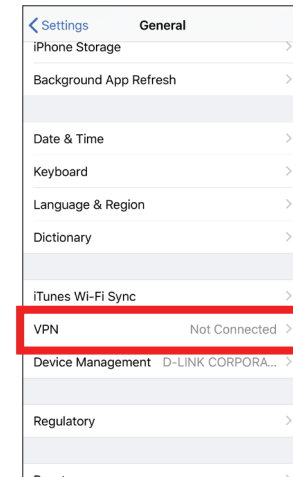 Settings General
iPhone Storage
Background App Refresh
Date & Time
Keyboard
Language & Region
Dictionary
iTunes Wi-Fi Sync
VPN Not Connected
Device Management D-LINK CORPORA...
Regulatory